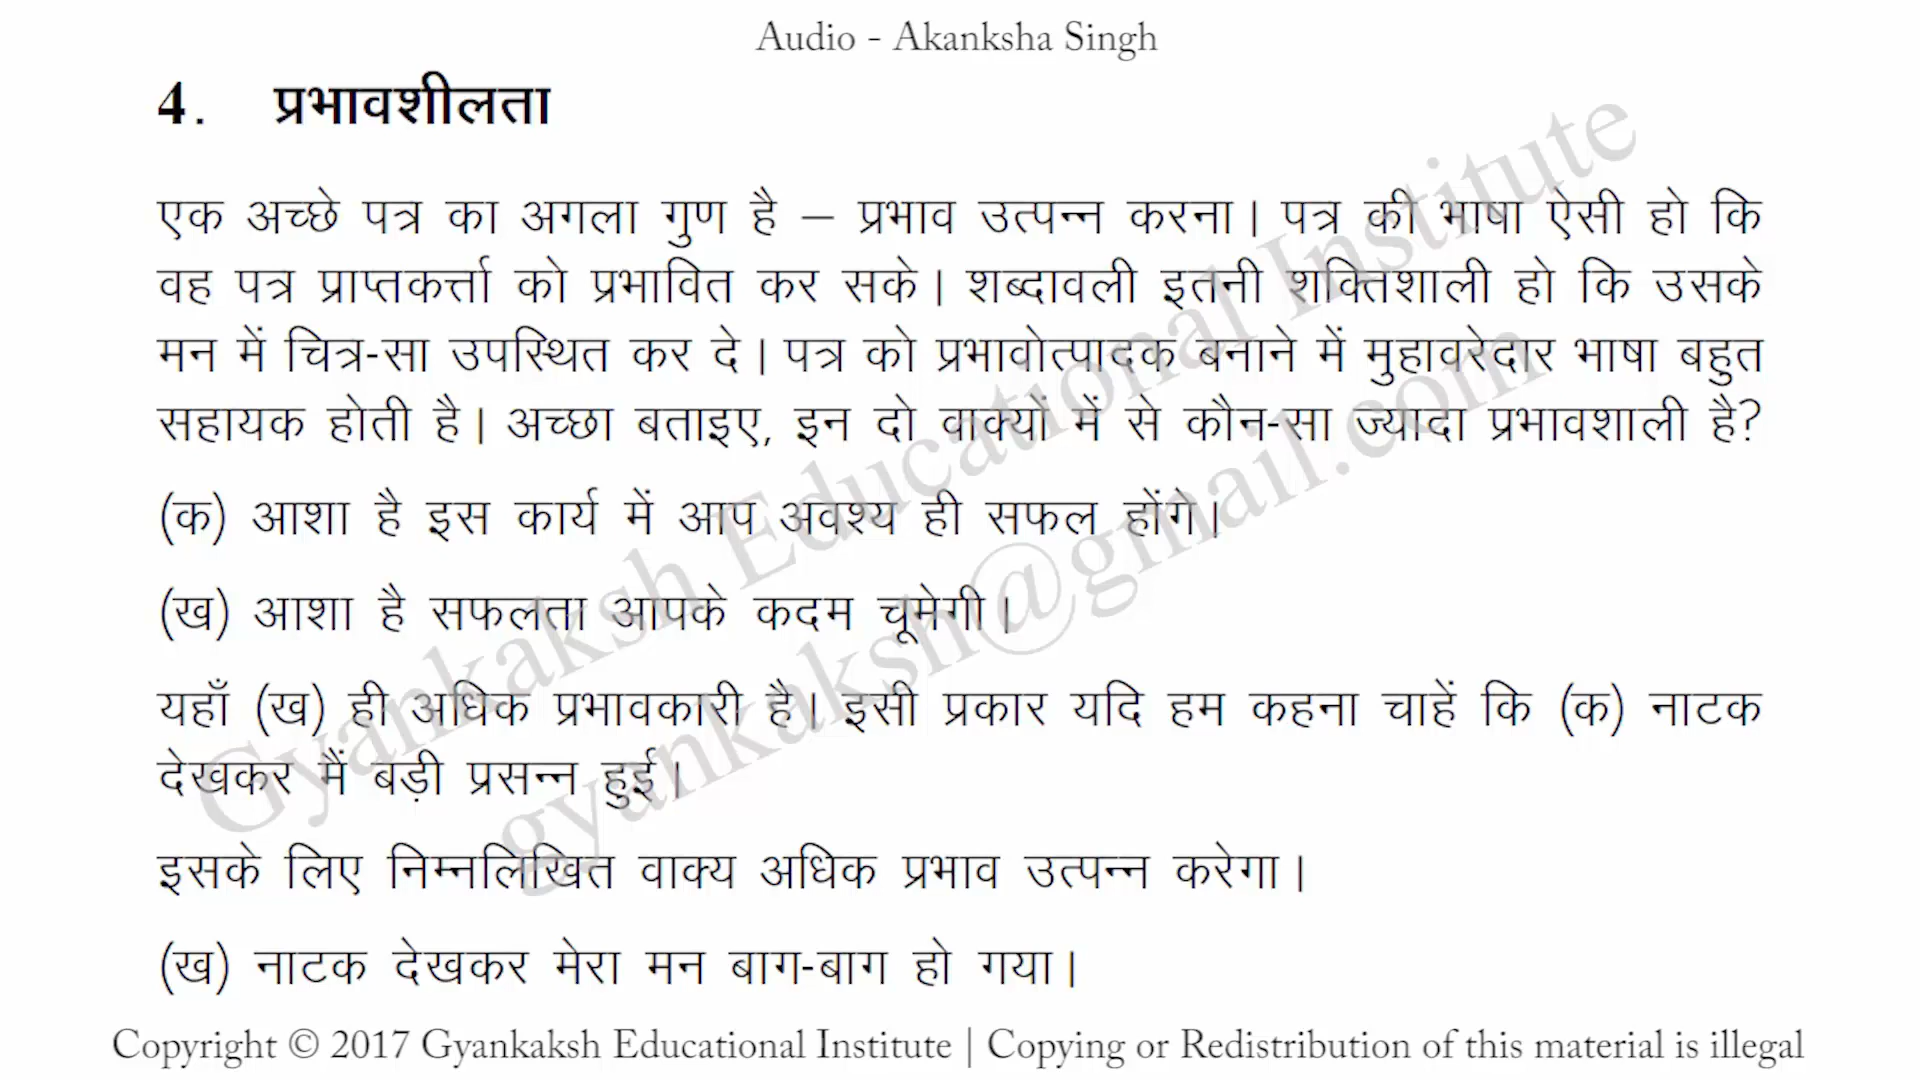 Audio - Akanksha Singh
4. प्रभावशीलता
एक अच्छे पत्र का अगला गुण है – प्रभाव उत्पन्न करना। पत्र की भाषा ऐसी हो कि
वह पत्र प्राप्तकर्त्ता को प्रभावित कर सके। शब्दावली इतनी शक्तिशाली हो कि उसके
मन में चित्र-सा उपस्थित कर दे। पत्र को प्रभावोत्पादक बनाने में मुहावरेदार भाषा बहुत
सहायक होती है। अच्छा बताइए, इन दो वाक्यों में से कौन-सा ज्यादा प्रभावशाली है?
(क) आशा है इस कार्य में आप अवश्य ही सफल होंगे।
(ख) आशा है सफलता आपके कदम चूमेगी।
यहाँ (ख) ही अधिक प्रभावकारी है। इसी प्रकार यदि हम कहना चाहें कि (क) नाटक
देखकर मैं बड़ी प्रसन्न हुई।
इसके लिए निम्नलिखित वाक्य अधिक प्रभाव उत्पन्न करेगा।
(ख) नाटक देखकर मेरा मन बाग-बाग हो गया।
Gyankaksh Educational Institute
gyankaksh@gmail.com
Copyright © 2017 Gyankaksh Educational Institute | Copying or Redistribution of this material is illegal